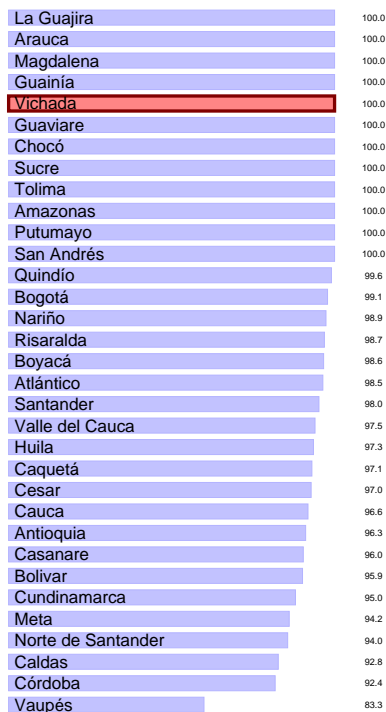 La Guajira 100.0
Arauca 100.0
Magdalena 100.0
Guainía 100.0
Vichada 100.0
Guaviare 100.0
Chocó 100.0
Sucre 100.0
Tolima 100.0
Amazonas 100.0
Putumayo 100.0
San Andrés 100.0
Quindío 99.6
Bogotá 99.1
Nariño 98.9
Risaralda 98.7
Boyacá 98.6
Atlántico 98.5
Santander 98.0
Valle del Cauca 97.5
Huila 97.3
Caquetá 97.1
Cesar 97.0
Cauca 96.6
Antioquia 96.3
Casanare 96.0
Bolivar 95.9
Cundinamarca 95.0
Meta 94.2
Norte de Santander 94.0
Caldas 92.8
Córdoba 92.4
Vaupés 83.3